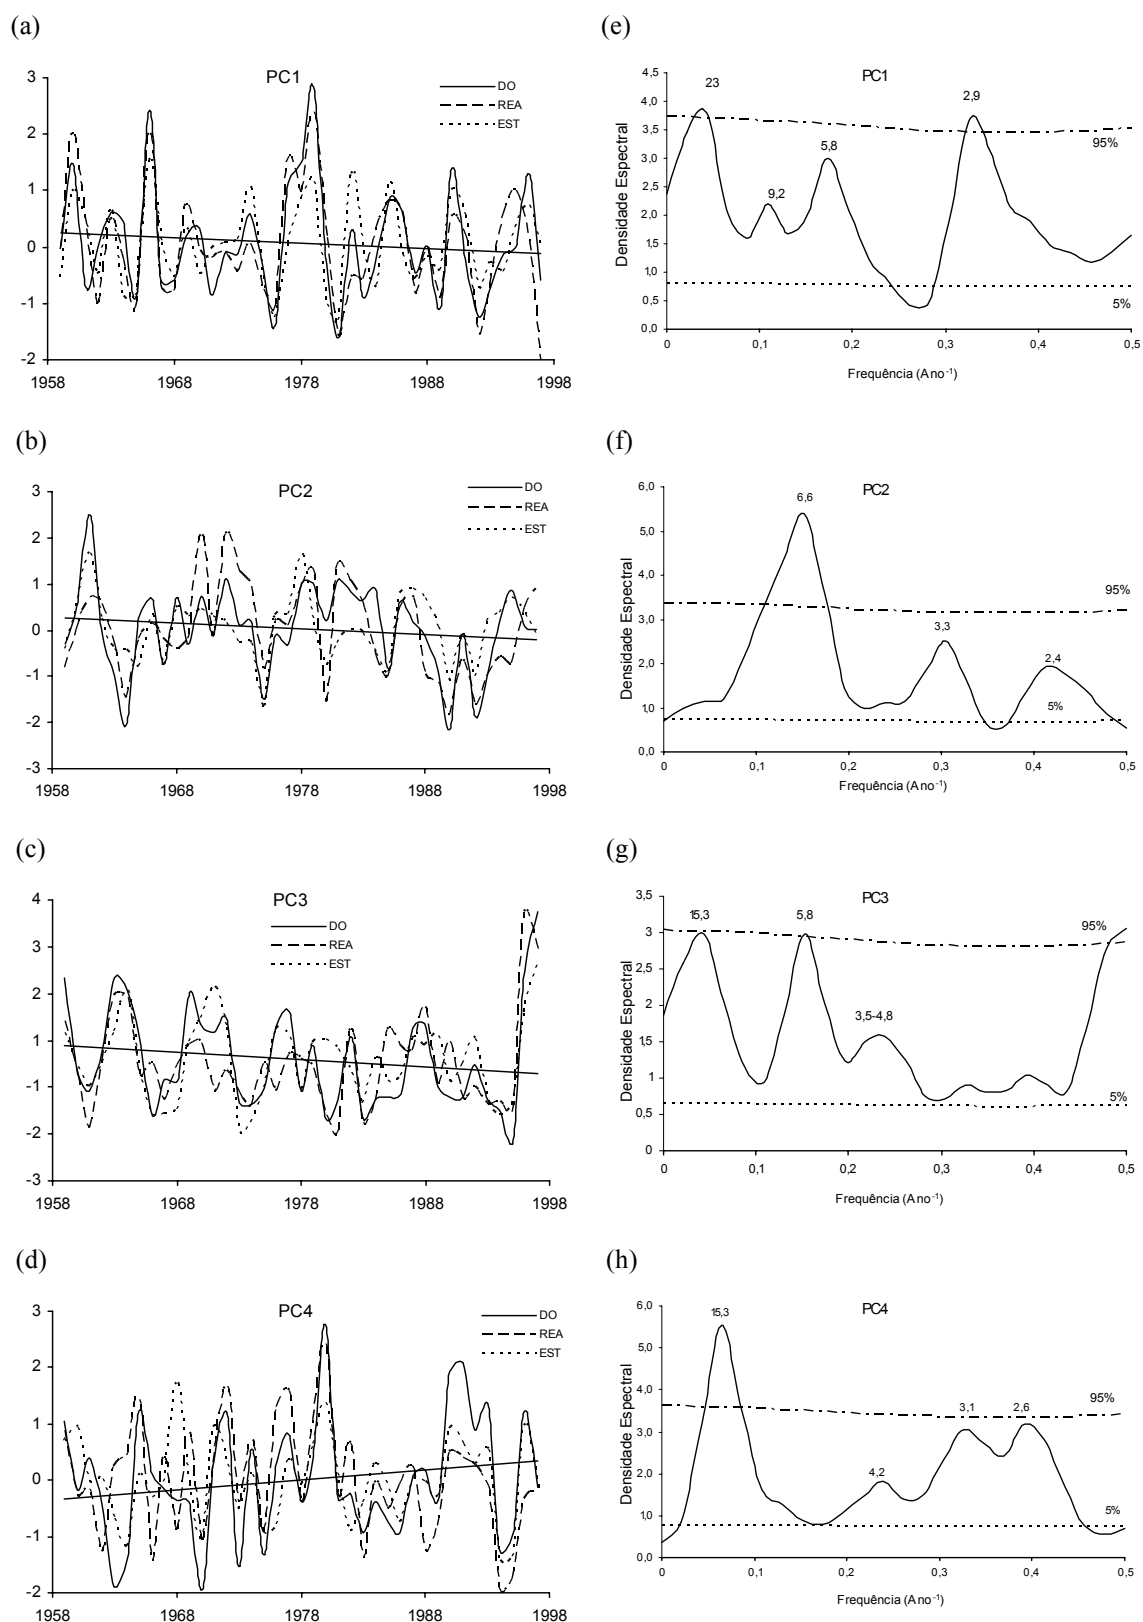 (a)
PC1
DO
REA
EST
3
2
1
0
-1
-2
1958 1968 1978 1988 1998
(e)
PC1
Densidade Espectral
4,5
4,0
3,5
3,0
2,5
2,0
1,5
1,0
0,5
0,0
23
9,2
5,8
2,9
95%
5%
0 0,1 0,2 0,3 0,4 0,5
Frequência (Ano-1)
(b)
PC2
DO
REA
EST
3
2
1
0
-1
-2
-3
1958 1968 1978 1988 1998
(f)
PC2
Densidade Espectral
6,0
5,0
4,0
3,0
2,0
1,0
0,0
6,6
3,3
2,4
95%
5%
0 0,1 0,2 0,3 0,4 0,5
Frequência (Ano-1)
(c)
PC3
DO
REA
EST
4
3
2
1
-1
-2
-3
1958 1968 1978 1988 1998
(g)
PC3
Densidade Espectral
3,5
3
2,5
2
1,5
1
0,5
0
15,3
5,8
3,5-4,8
95%
5%
0 0,1 0,2 0,3 0,4 0,5
Frequência (Ano-1)
(d)
PC4
DO
REA
EST
3
2
1
0
-1
-2
1958 1968 1978 1988 1998
(h)
PC4
Densidade Espectral
6,0
5,0
4,0
3,0
2,0
1,0
0,0
15,3
4,2
3,1
2,6
95%
5%
0 0,1 0,2 0,3 0,4 0,5
Frequência (Ano-1)